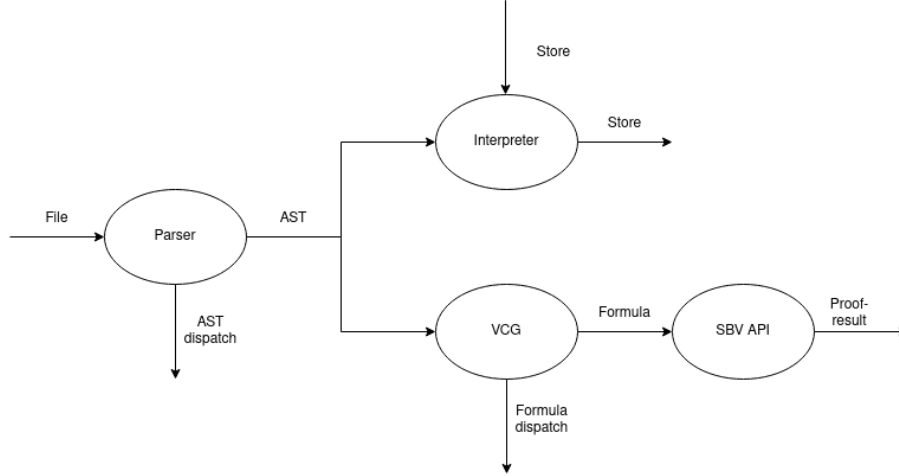 Store
Interpreter
Store
File
Parser
AST
AST
dispatch
VCG
Formula
SBV API
Proof-
result
Formula
dispatch